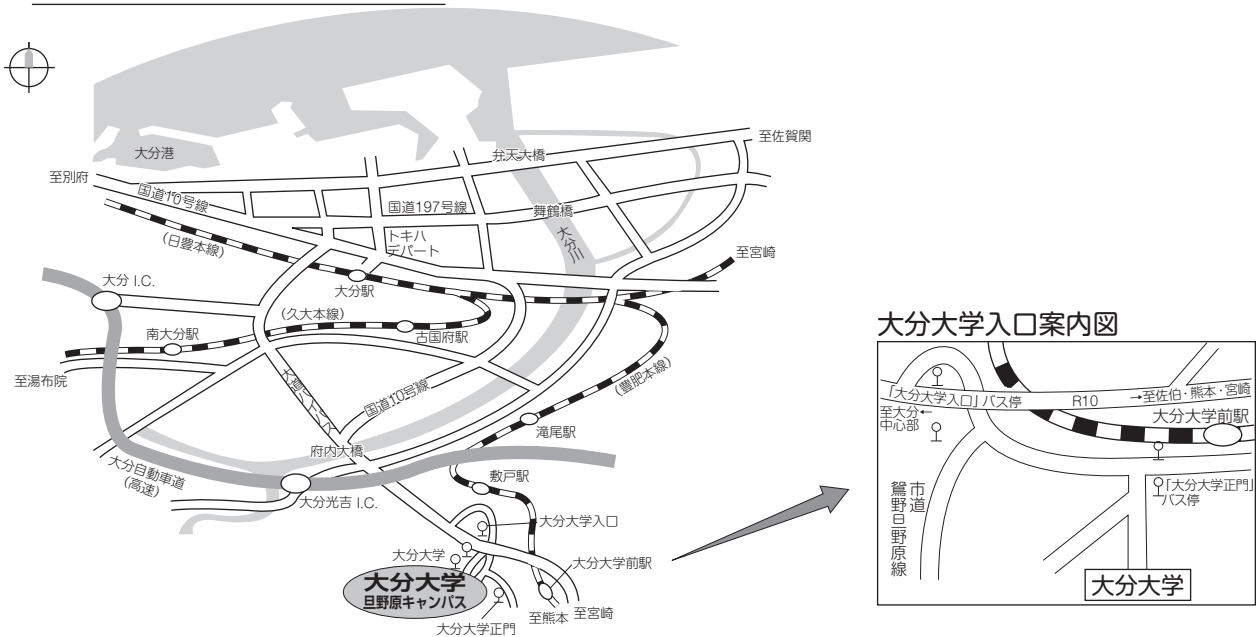 大分港
弁天大橋
至佐賀関
至別府
国道10号線
国道197号線
舞鶴橋
(日豊本線)
トキハ
デパート
大分川
至宮崎
大分 I.C.
大分駅
(久大本線)
南大分駅
古国府駅
至湯布院
大道バイパス
国道10号線
(豊肥本線)
滝尾駅
府内大橋
大分自動車道
(高速)
敷戸駅
大分光吉 I.C.
大分大学入口
大分大学
大分大学前駅
大分大学
旦野原キャンパス
大分大学正門
至熊本
至宮崎
大分大学入口案内図
「大分大学入口」バス停
R10
→至佐伯・熊本・宮崎
至大分←
中心部
大分大学前駅
「大分大学正門」
バス停
市道
鴛野旦野原線
大分大学